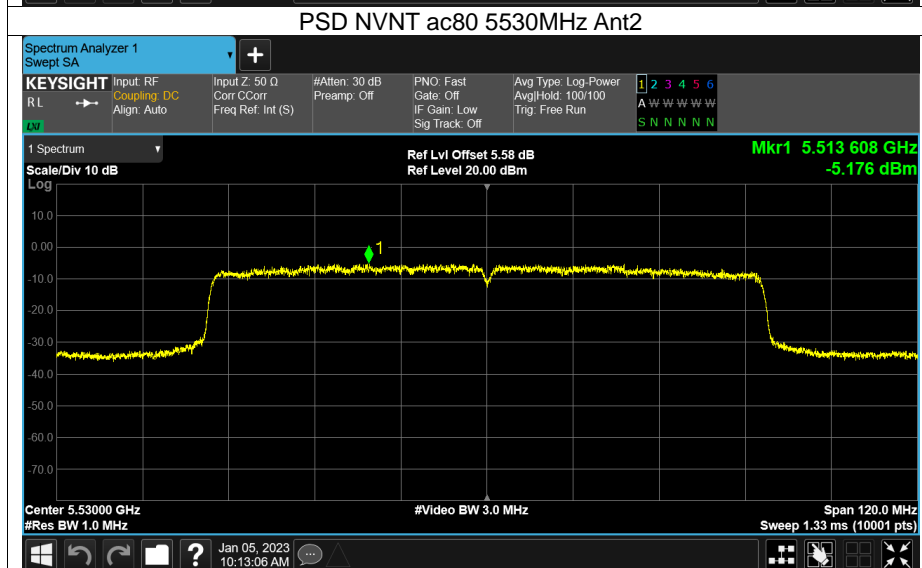 PSD NVNT ac80 5530MHz Ant2
Spectrum Analyzer 1
Swept SA
+
KEYSIGHT Input: RF Input Z: 50 Ω #Atten: 30 dB PNO: Fast Avg Type: Log-Power 1 2 3 4 5 6
R L Coupling: DC Corr CCorr Preamp: Off Gate: Off Avg|Hold: 100/100 A W W W W W
Align: Auto Freq Ref: Int (S) IF Gain: Low Trig: Free Run
LXI Sig Track: Off S N N N N N
1 Spectrum Ref Lvl Offset 5.58 dB Mkr1 5.513 608 GHz
Scale/Div 10 dB Ref Level 20.00 dBm -5.176 dBm
Log
10.0
0.00
1
-10.0
-20.0
-30.0
-40.0
-50.0
-60.0
-70.0
Center 5.53000 GHz #Video BW 3.0 MHz Span 120.0 MHz
#Res BW 1.0 MHz Sweep 1.33 ms (10001 pts)
? Jan 05, 2023
10:13:06 AM